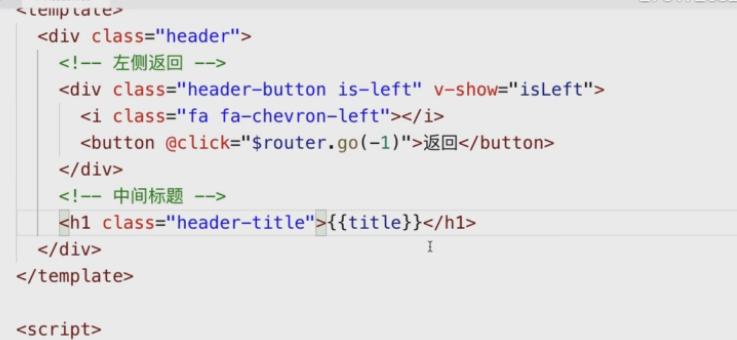 <template>
<div class="header">
<!-- 左侧返回 -->
<div class="header-button is-left" v-show="isLeft">
<i class="fa fa-chevron-left"></i>
<button @click="$router.go(-1)">返回</button>
</div>
<!-- 中间标题 -->
<h1 class="header-title">{{title}}</h1>
</div>
</template>
<script>